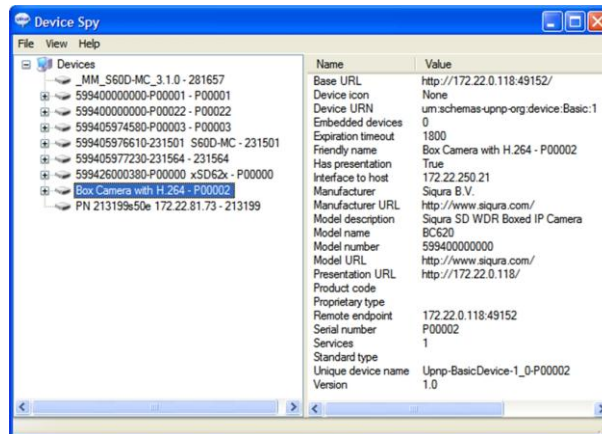 Device Spy
File View Help
Devices
_MM_S60D-MC_3.1.0 - 281657
599400000000-P00001 - P00001
599400000000-P00022 - P00022
599405974580-P00003 - P00003
599405976610-231501 S60D-MC - 231501
599405977230-231564 - 231564
599426000380-P00000 xSD62x - P00000
Box Camera with H.264 - P00002
PN 213199s50e 172.22.81.73 - 213199
Name Value
Base URL http://172.22.0.118:49152/
Device icon None
Device URN urn:schemas-upnp-org:device:Basic:1
Embedded devices 0
Expiration timeout 1800
Friendly name Box Camera with H.264 - P00002
Has presentation True
Interface to host 172.22.250.21
Manufacturer Siqura B.V.
Manufacturer URL http://www.siqura.com/
Model description Siqura SD WDR Boxed IP Camera
Model name BC620
Model number 599400000000
Model URL http://www.siqura.com/
Presentation URL http://172.22.0.118/
Product code
Proprietary type
Remote endpoint 172.22.0.118:49152
Serial number P00002
Services 1
Standard type
Unique device name Upnp-BasicDevice-1_0-P00002
Version 1.0